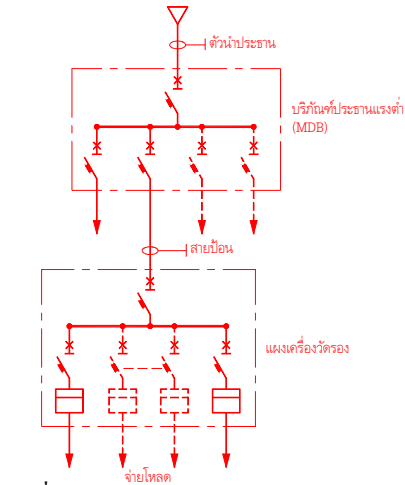 ตัวนำประธาน
บริภัณฑ์ประธานแรงต่ำ
(MDB)
สายป้อน
แผงเครื่องวัดรอง
จ่ายโหลด